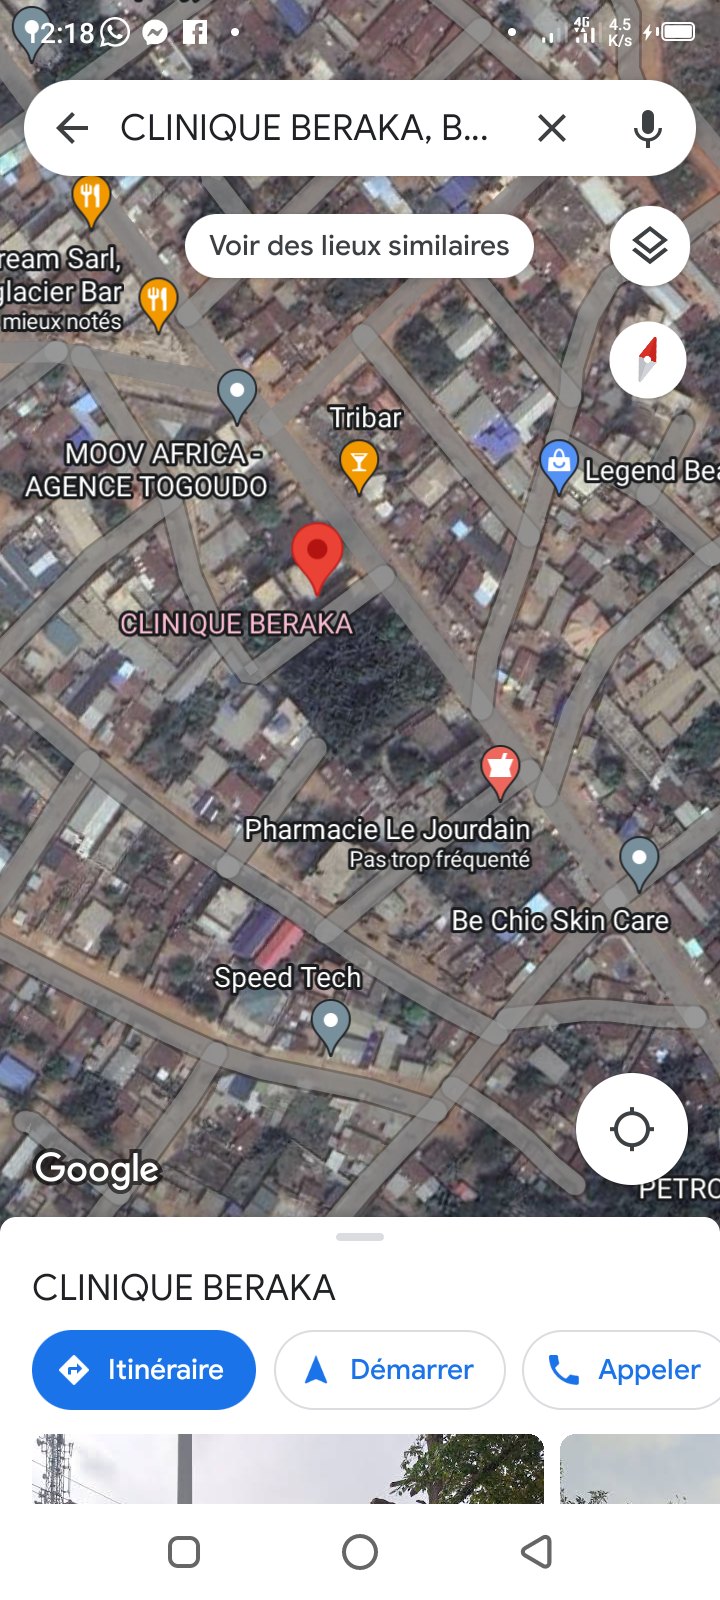 2:18
4G
4.5
K/s
CLINIQUE BERAKA, B...
Voir des lieux similaires
ream Sarl,
glacier Bar
mieux notés
Tribar
MOOV AFRICA -
AGENCE TOGOUDO
Legend Bea
CLINIQUE BERAKA
Pharmacie Le Jourdain
Pas trop fréquenté
Be Chic Skin Care
Speed Tech
Google
PETRO
CLINIQUE BERAKA
Itinéraire
Démarrer
Appeler